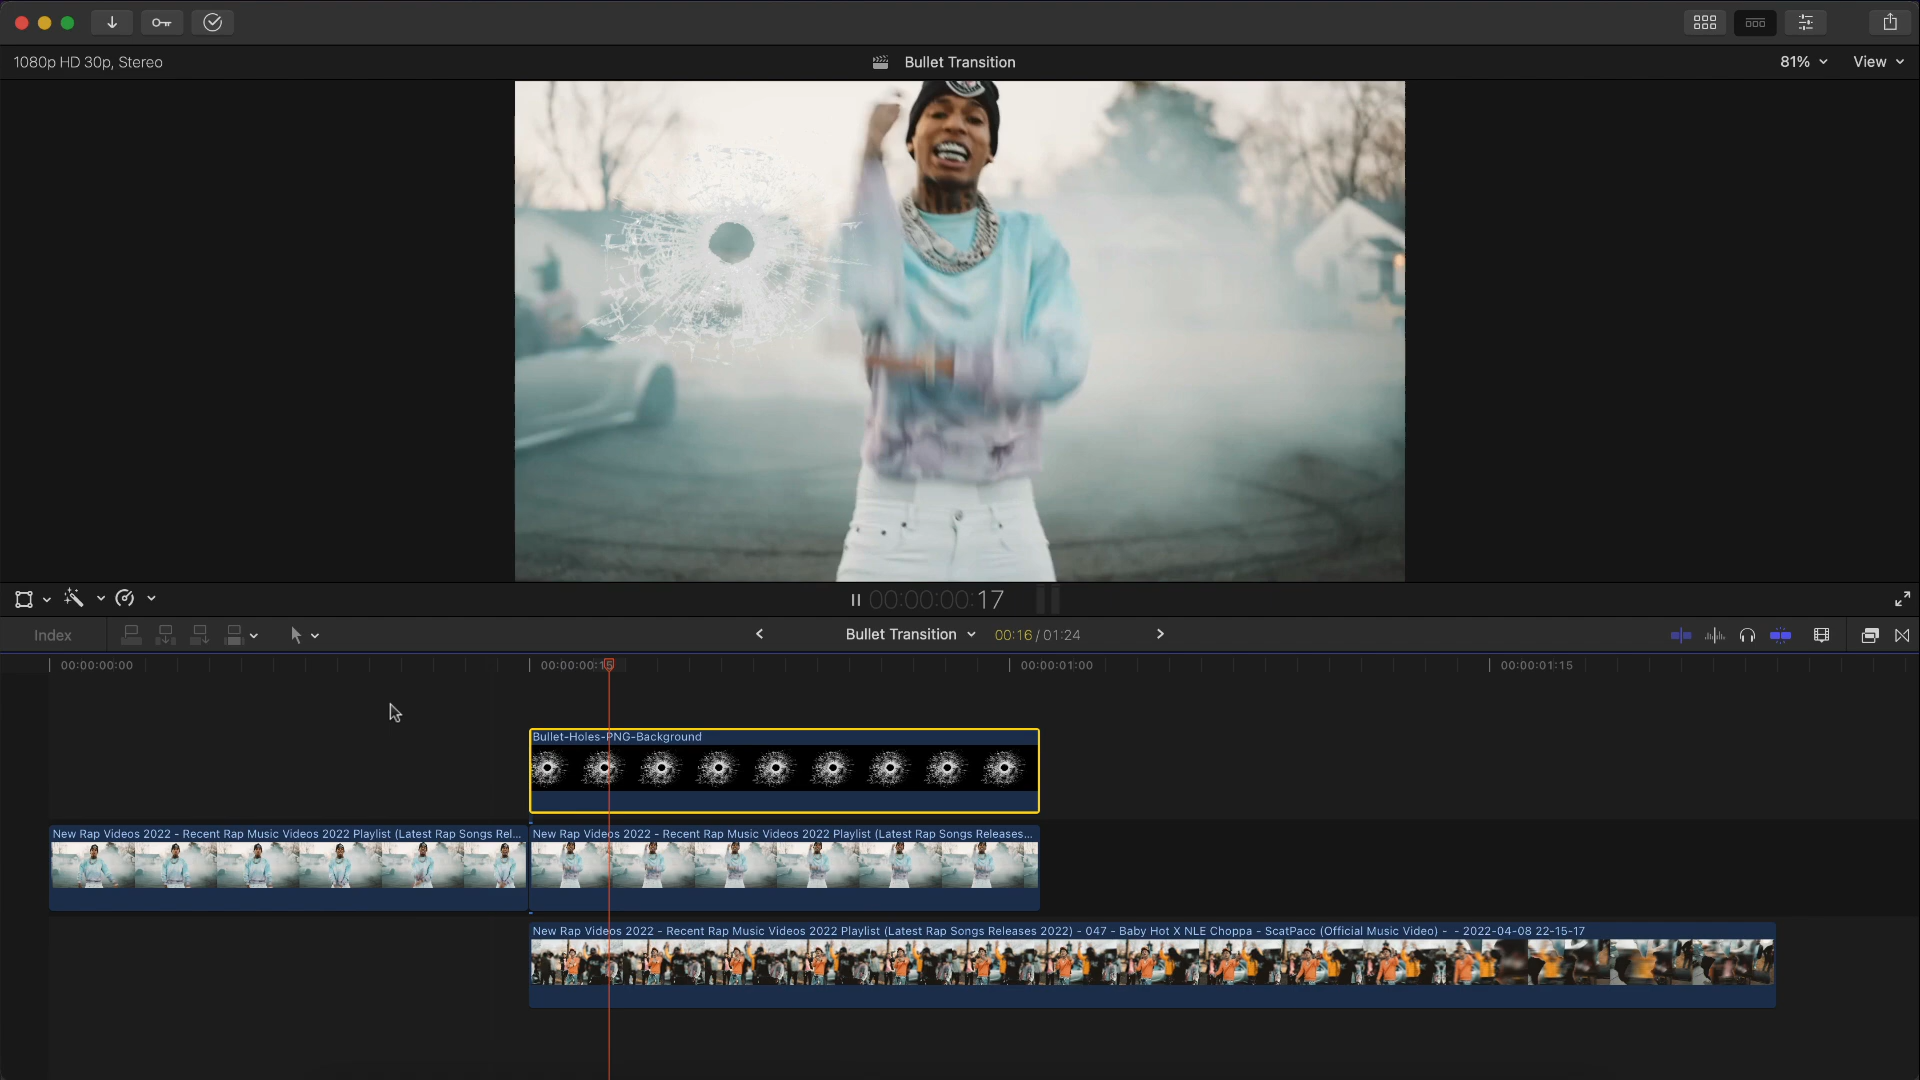 1080p HD 30p, Stereo
Bullet Transition
81%
View
00:00:00:17
Index
Bullet Transition
00:16 / 01:24
00:00:00:00
00:00:00:15
00:00:01:00
00:00:01:15
Bullet-Holes-PNG-Background
New Rap Videos 2022 - Recent Rap Music Videos 2022 Playlist (Latest Rap Songs Rel...
New Rap Videos 2022 - Recent Rap Music Videos 2022 Playlist (Latest Rap Songs Releases...
New Rap Videos 2022 - Recent Rap Music Videos 2022 Playlist (Latest Rap Songs Releases 2022) - 047 - Baby Hot X NLE Choppa - ScatPacc (Official Music Video) - - 2022-04-08 22-15-17